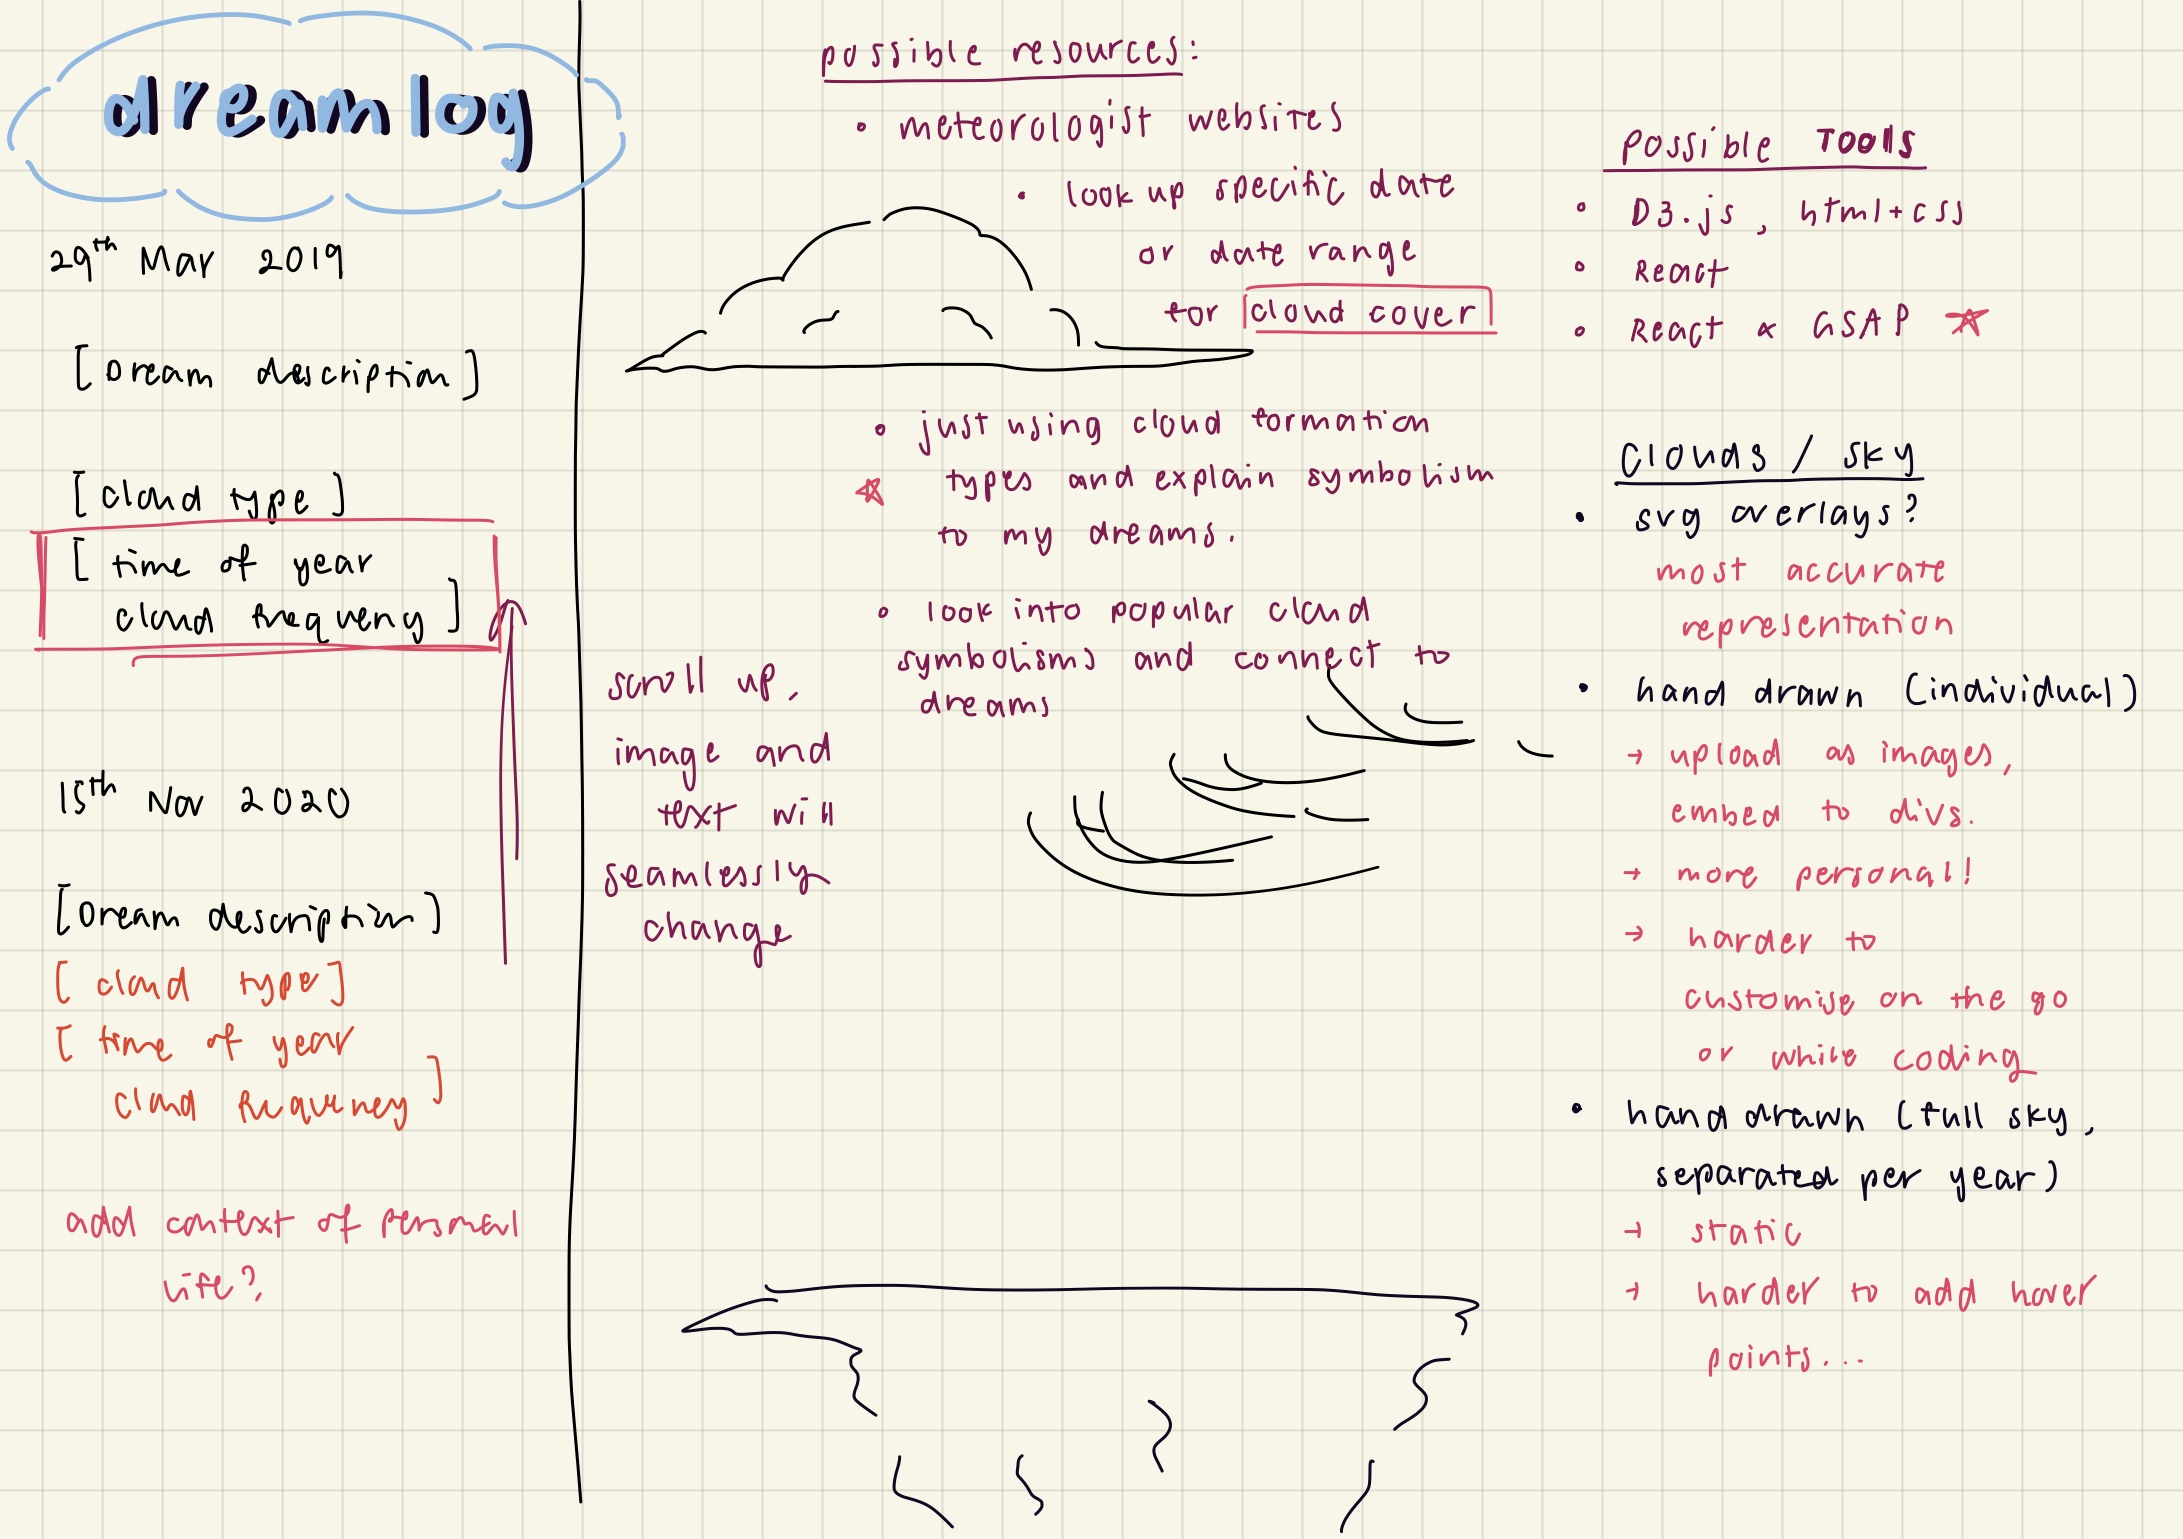 dreamlog
29th Mar 2019
[Dream description]
[cloud type]
[time of year
cloud frequency]
15th Nov 2020
[Dream description]
[cloud type]
[time of year
cloud frequency]
add context of personal
life?
scroll up,
image and
text will
seamlessly
change
possible resources:
• meteorologist websites
• look up specific date
or date range
for cloud cover
• just using cloud formation
types and explain symbolism
to my dreams.
• look into popular cloud
symbolisms and connect to
dreams
possible Tools
• D3.js, html+css
• React
• React & GSAP
Clouds / sky
• svg overlays?
most accurate
representation
• hand drawn (individual)
→ upload as images,
embed to divs.
→ more personal!
→ harder to
customise on the go
or while coding
• hand drawn (full sky,
separated per year)
→ static
→ harder to add hover
points...